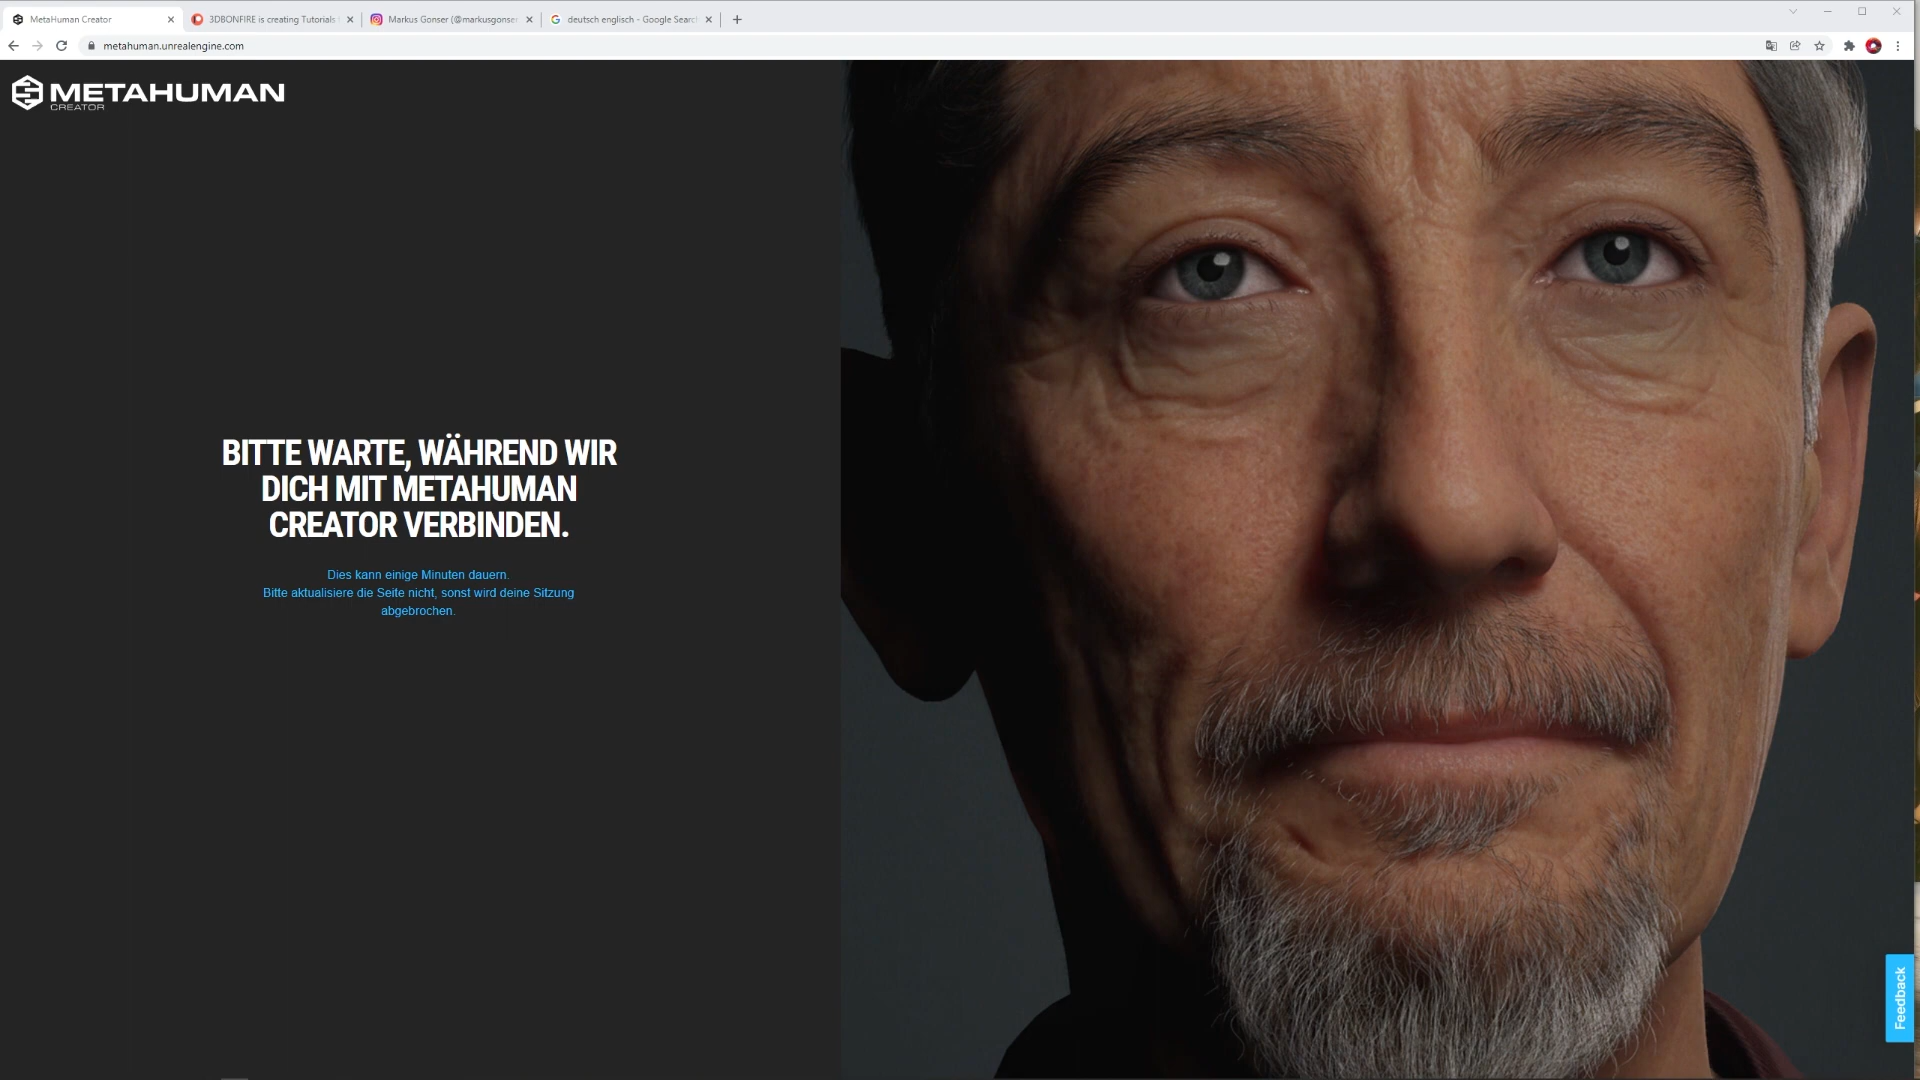 MetaHuman Creator
3DBONFIRE is creating Tutorials
Markus Gonser (@markusgonser
deutsch englisch - Google Searc
metahuman.unrealengine.com
METAHUMAN
CREATOR
BITTE WARTE, WÄHREND WIR
DICH MIT METAHUMAN
CREATOR VERBINDEN.
Dies kann einige Minuten dauern.
Bitte aktualisiere die Seite nicht, sonst wird deine Sitzung
abgebrochen.
Feedback